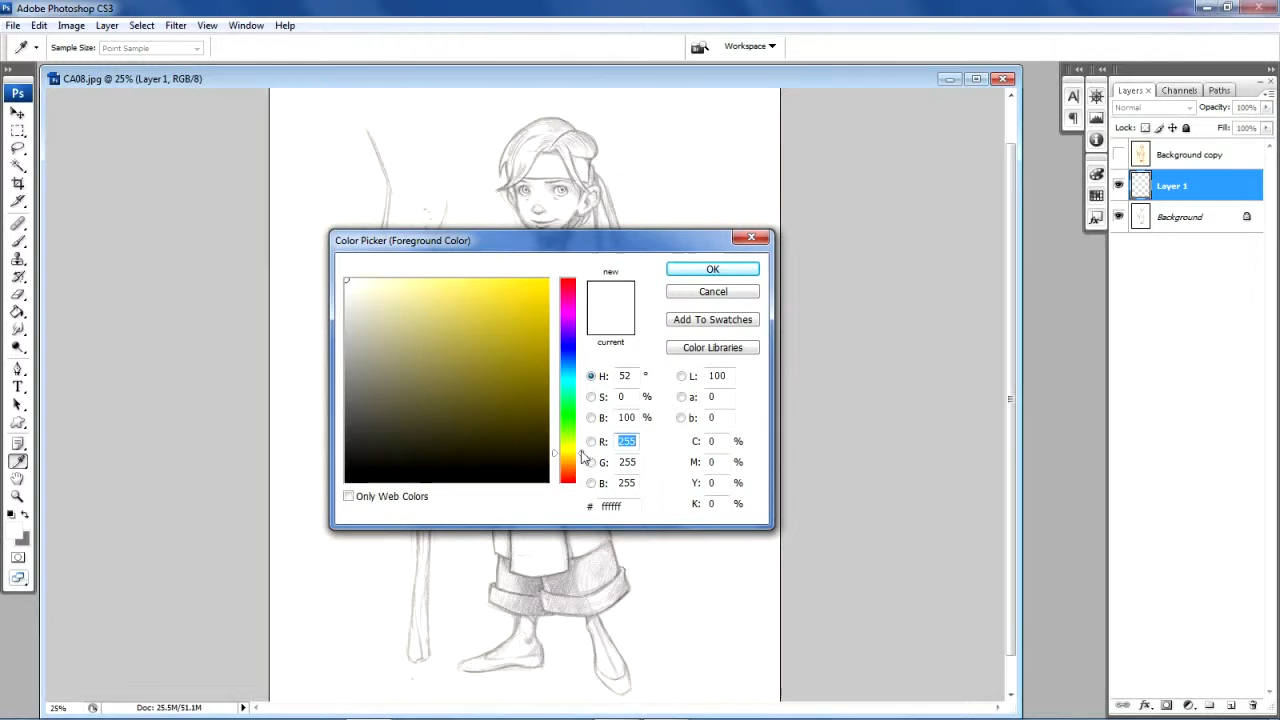 Ps Adobe Photoshop CS3
File Edit Image Layer Select Filter View Window Help
Sample Size: Point Sample Workspace
CA08.jpg @ 25% (Layer 1, RGB/8)
Ps
T
Color Picker (Foreground Color)
new
current
OK
Cancel
Add To Swatches
Color Libraries
H: 52 ° L: 100
S: 0 % a: 0
B: 100 % b: 0
R: 255 C: 0 %
G: 255 M: 0 %
B: 255 Y: 0 %
# ffffff K: 0 %
Only Web Colors
25% Doc: 25.5M/51.1M
Layers Channels Paths
Normal Opacity: 100%
Lock: Fill: 100%
Background copy
Layer 1
Background